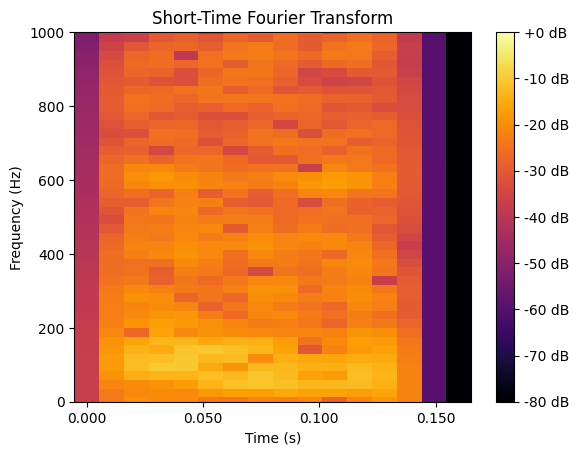 Short-Time Fourier Transform
1000
800
600
400
200
0
Frequency (Hz)
0.000
0.050
0.100
0.150
Time (s)
+0 dB
-10 dB
-20 dB
-30 dB
-40 dB
-50 dB
-60 dB
-70 dB
-80 dB